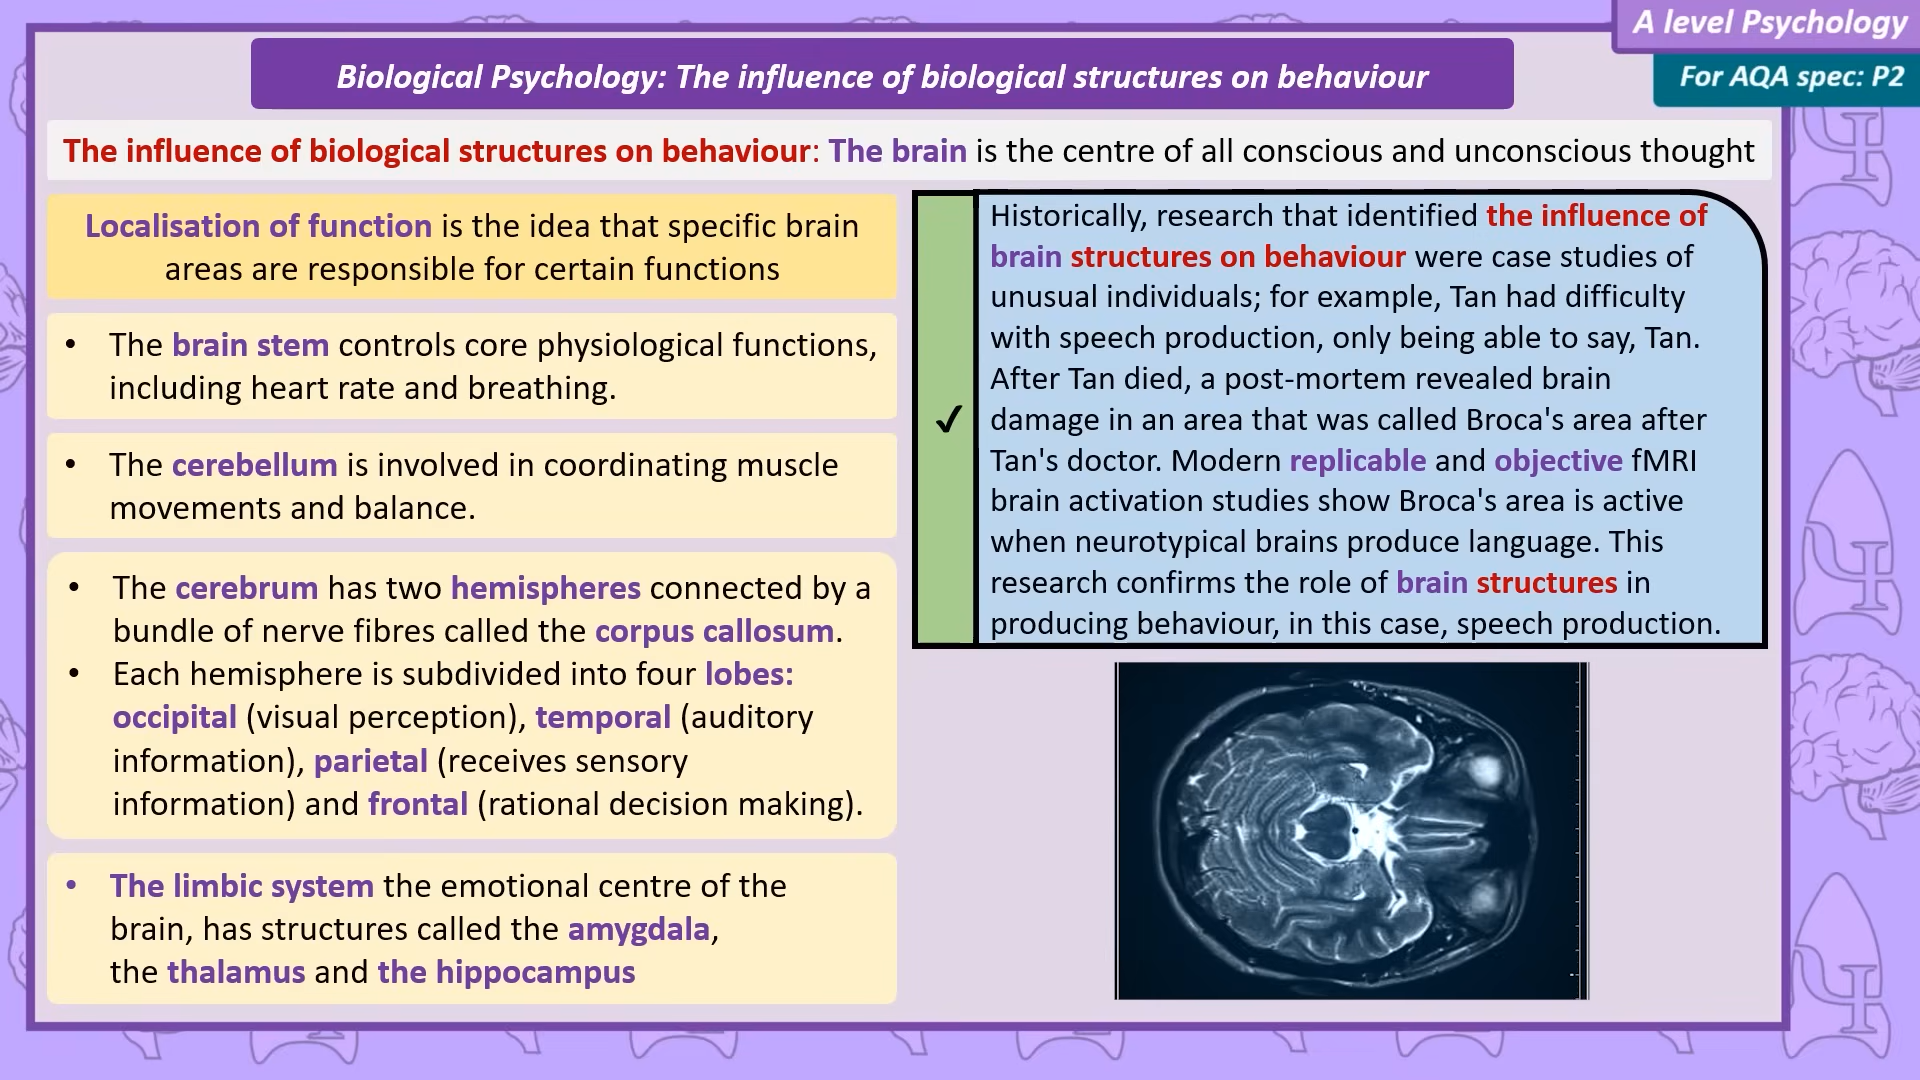 A level Psychology
For AQA spec: P2
Biological Psychology: The influence of biological structures on behaviour
The influence of biological structures on behaviour: The brain is the centre of all conscious and unconscious thought
Localisation of function is the idea that specific brain
areas are responsible for certain functions
• The brain stem controls core physiological functions,
including heart rate and breathing.
• The cerebellum is involved in coordinating muscle
movements and balance.
• The cerebrum has two hemispheres connected by a
bundle of nerve fibres called the corpus callosum.
• Each hemisphere is subdivided into four lobes:
occipital (visual perception), temporal (auditory
information), parietal (receives sensory
information) and frontal (rational decision making).
• The limbic system the emotional centre of the
brain, has structures called the amygdala,
the thalamus and the hippocampus
✓
Historically, research that identified the influence of
brain structures on behaviour were case studies of
unusual individuals; for example, Tan had difficulty
with speech production, only being able to say, Tan.
After Tan died, a post-mortem revealed brain
damage in an area that was called Broca's area after
Tan's doctor. Modern replicable and objective fMRI
brain activation studies show Broca's area is active
when neurotypical brains produce language. This
research confirms the role of brain structures in
producing behaviour, in this case, speech production.